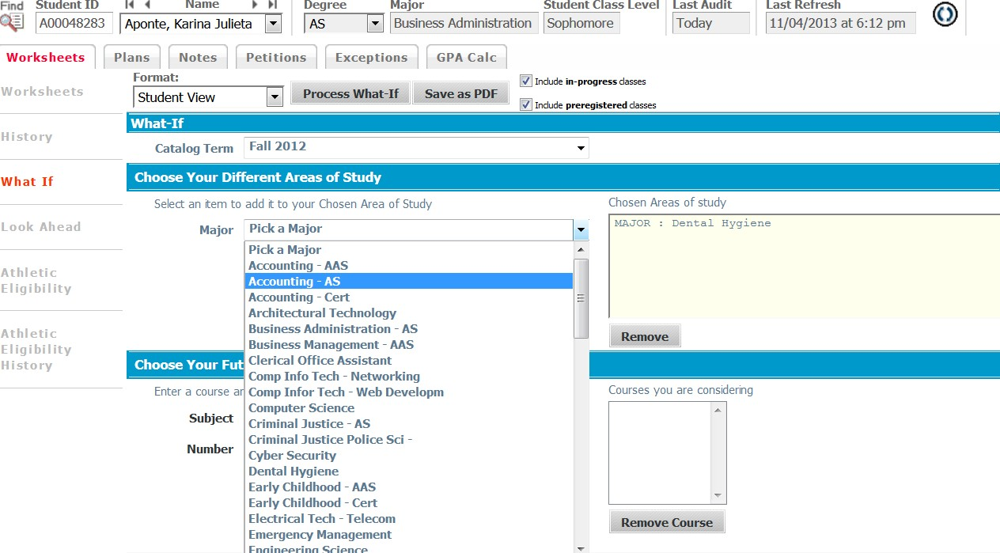 Find
Student ID
Name
Degree
Major
Student Class Level
Last Audit
Last Refresh
A00048283
Aponte, Karina Julieta
AS
Business Administration
Sophomore
Today
11/04/2013 at 6:12 pm
Worksheets
Plans
Notes
Petitions
Exceptions
GPA Calc
Worksheets
History
What If
Look Ahead
Athletic
Eligibility
Athletic
Eligibility
History
Format:
Student View
Process What-If
Save as PDF
Include in-progress classes
Include preregistered classes
What-If
Catalog Term
Fall 2012
Choose Your Different Areas of Study
Select an item to add it to your Chosen Area of Study
Major
Pick a Major
Pick a Major
Accounting - AAS
Accounting - AS
Accounting - Cert
Architectural Technology
Business Administration - AS
Business Management - AAS
Clerical Office Assistant
Comp Info Tech - Networking
Comp Infor Tech - Web Developm
Computer Science
Criminal Justice - AS
Criminal Justice Police Sci -
Cyber Security
Dental Hygiene
Early Childhood - AAS
Early Childhood - Cert
Electrical Tech - Telecom
Emergency Management
Engineering Science
Chosen Areas of study
MAJOR : Dental Hygiene
Remove
Choose Your Fut
Enter a course an
Subject
Number
Courses you are considering
Remove Course